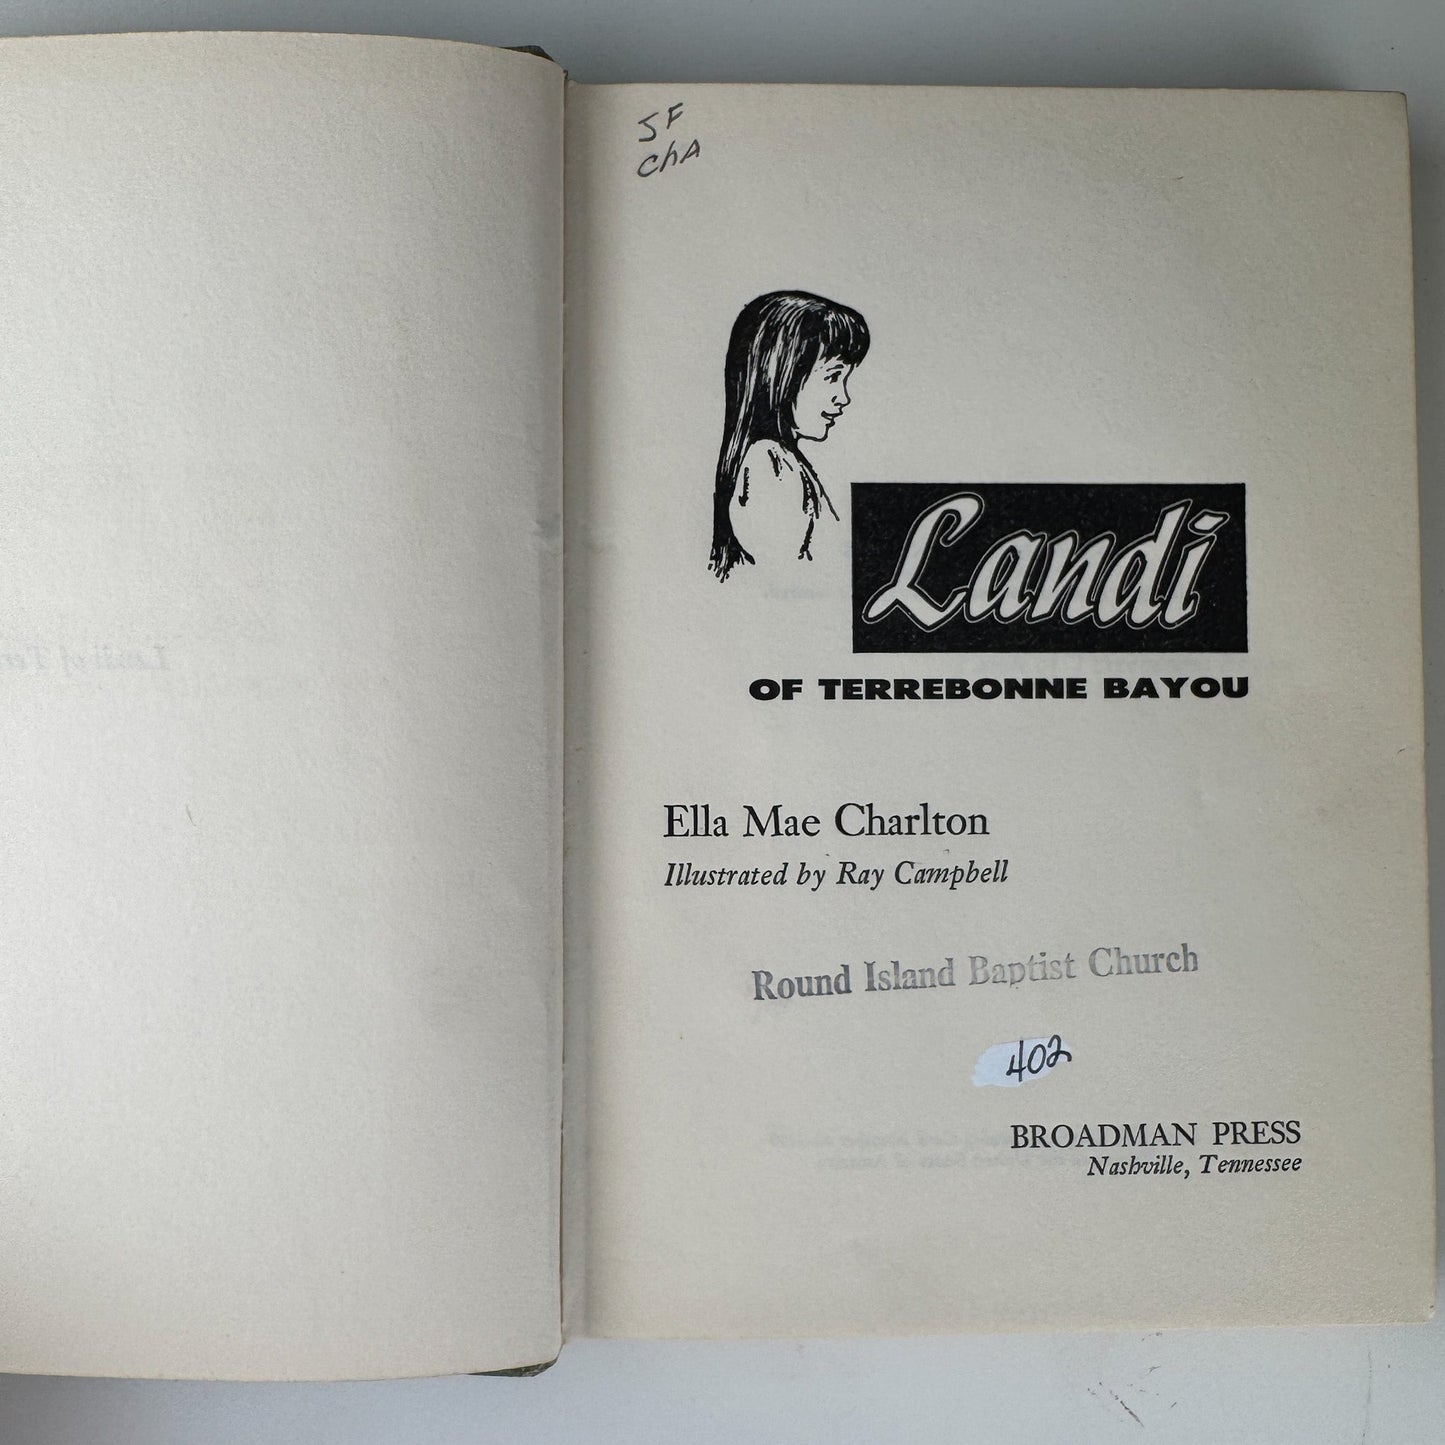 JF
ChA
Landi
OF TERREBONNE BAYOU
Ella Mae Charlton
Illustrated by Ray Campbell
Round Island Baptist Church
402
BROADMAN PRESS
Nashville, Tennessee